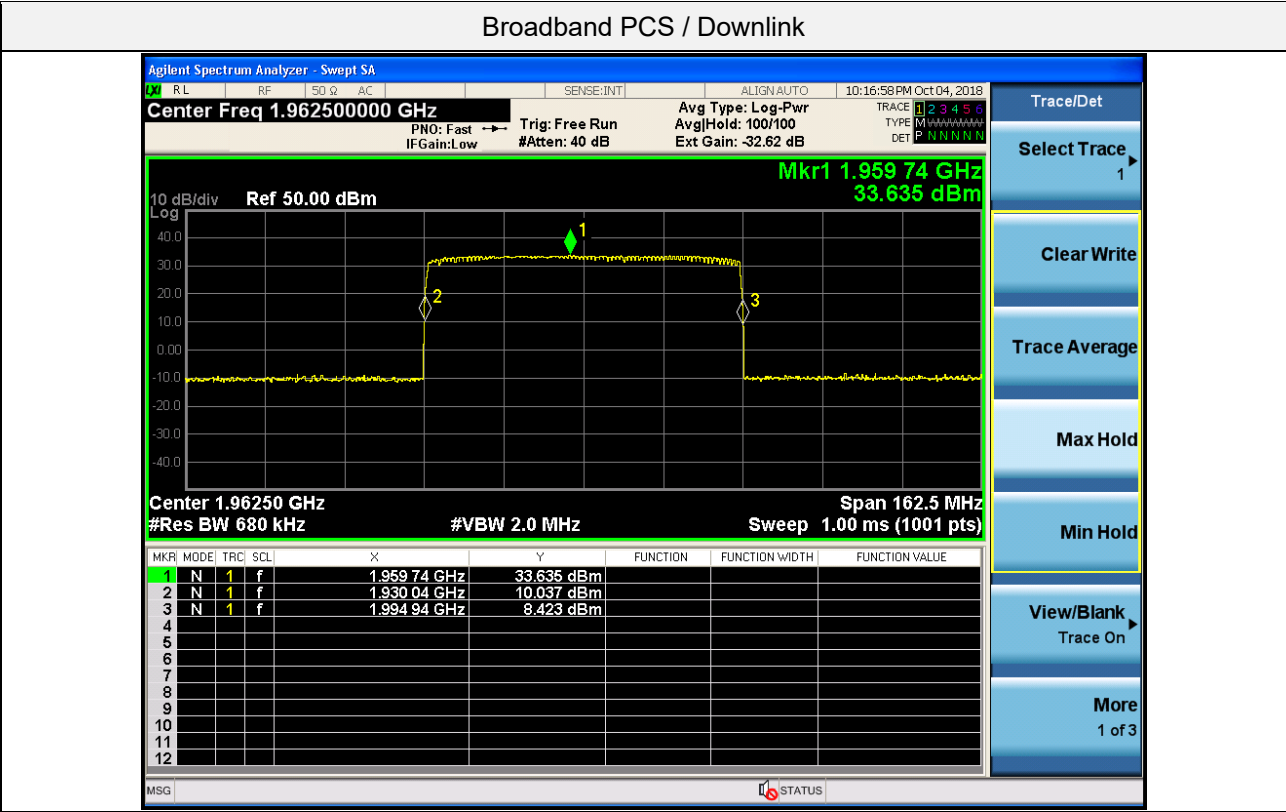 Broadband PCS / Downlink
Agilent Spectrum Analyzer - Swept SA
LXI RL RF 50 Ω AC SENSE:INT ALIGN AUTO 10:16:58 PM Oct 04, 2018
Center Freq 1.962500000 GHz
PNO: Fast
IFGain:Low
Trig: Free Run
#Atten: 40 dB
Avg Type: Log-Pwr
Avg|Hold: 100/100
Ext Gain: -32.62 dB
TRACE 1 2 3 4 5 6
TYPE M WWWWW
DET P N N N N N
Mkr1 1.959 74 GHz
33.635 dBm
10 dB/div Ref 50.00 dBm
Log
40.0
30.0
20.0
10.0
0.00
-10.0
-20.0
-30.0
-40.0
1
2
3
Center 1.96250 GHz Span 162.5 MHz
#Res BW 680 kHz #VBW 2.0 MHz Sweep 1.00 ms (1001 pts)
MKR MODE TRC SCL X Y FUNCTION FUNCTION WIDTH FUNCTION VALUE
1 N 1 f 1.959 74 GHz 33.635 dBm
2 N 1 f 1.930 04 GHz 10.037 dBm
3 N 1 f 1.994 94 GHz 8.423 dBm
4
5
6
7
8
9
10
11
12
MSG STATUS
Trace/Det
Select Trace
1
Clear Write
Trace Average
Max Hold
Min Hold
View/Blank
Trace On
More
1 of 3